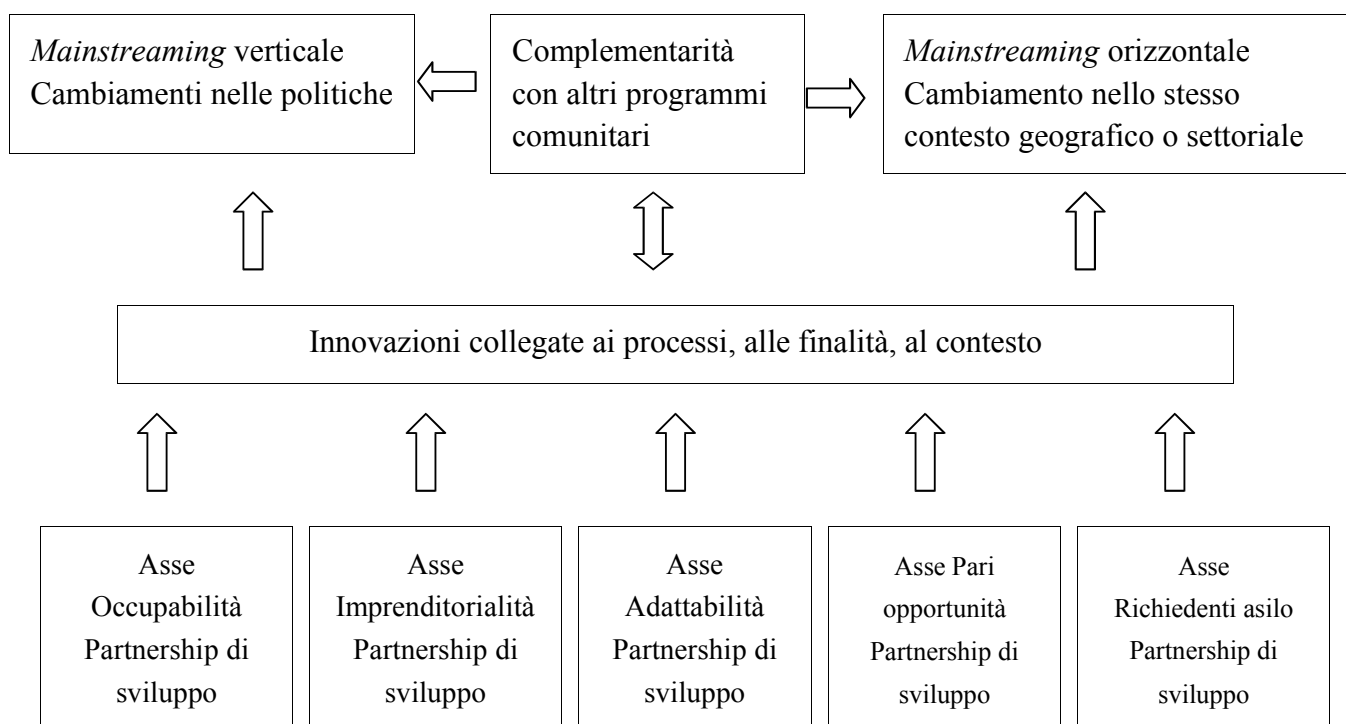 Mainstreaming verticale
Cambiamenti nelle politiche
Complementarità
con altri programmi
comunitari
Mainstreaming orizzontale
Cambiamento nello stesso
contesto geografico o settoriale
Innovazioni collegate ai processi, alle finalità, al contesto
Asse
Occupabilità
Partnership di
sviluppo
Asse
Imprenditorialità
Partnership di
sviluppo
Asse
Adattabilità
Partnership di
sviluppo
Asse Pari
opportunità
Partnership di
sviluppo
Asse
Richiedenti asilo
Partnership di
sviluppo